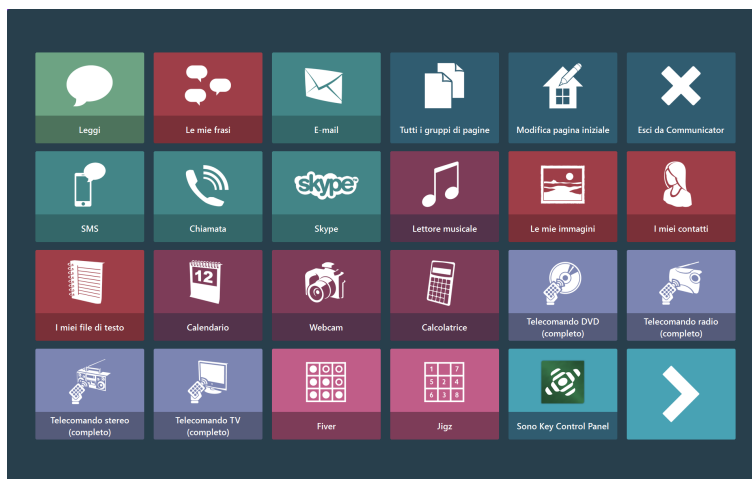 Leggi
Le mie frasi
E-mail
Tutti i gruppi di pagine
Modifica pagina iniziale
Esci da Communicator
SMS
Chiamata
skype
Skype
Lettore musicale
Le mie immagini
I miei contatti
I miei file di testo
12
Calendario
Webcam
Calcolatrice
Telecomando DVD
(completo)
Telecomando radio
(completo)
Telecomando stereo
(completo)
Telecomando TV
(completo)
Fiver
1 7
5 2 4
6 3 8
Jigz
Sono Key Control Panel